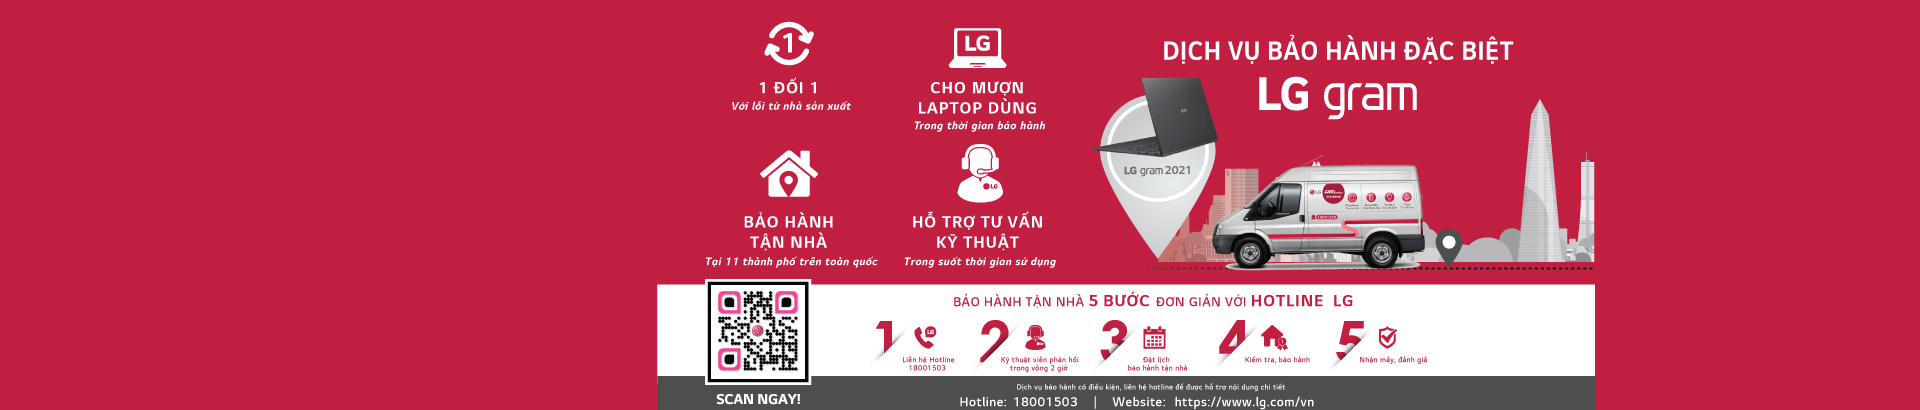 1
1 ĐỔI 1
Với lỗi từ nhà sản xuất
LG
CHO MƯỢN
LAPTOP DÙNG
Trong thời gian bảo hành
BẢO HÀNH
TẬN NHÀ
Tại 11 thành phố trên toàn quốc
LG
HỖ TRỢ TƯ VẤN
KỸ THUẬT
Trong suốt thời gian sử dụng
DỊCH VỤ BẢO HÀNH ĐẶC BIỆT
LG gram
LG gram 2021
LG
BẢO HÀNH TẬN NHÀ 5 BƯỚC ĐƠN GIẢN VỚI HOTLINE LG
1
LG
Liên hệ Hotline
18001503
2
Kỹ thuật viên phản hồi
trong vòng 2 giờ
3
Đặt lịch
bảo hành tận nhà
4
Kiểm tra, bảo hành
5
Nhận máy, đánh giá
SCAN NGAY!
Dịch vụ bảo hành có điều kiện, liên hệ hotline để được hỗ trợ nội dung chi tiết
Hotline: 18001503 | Website: https://www.lg.com/vn